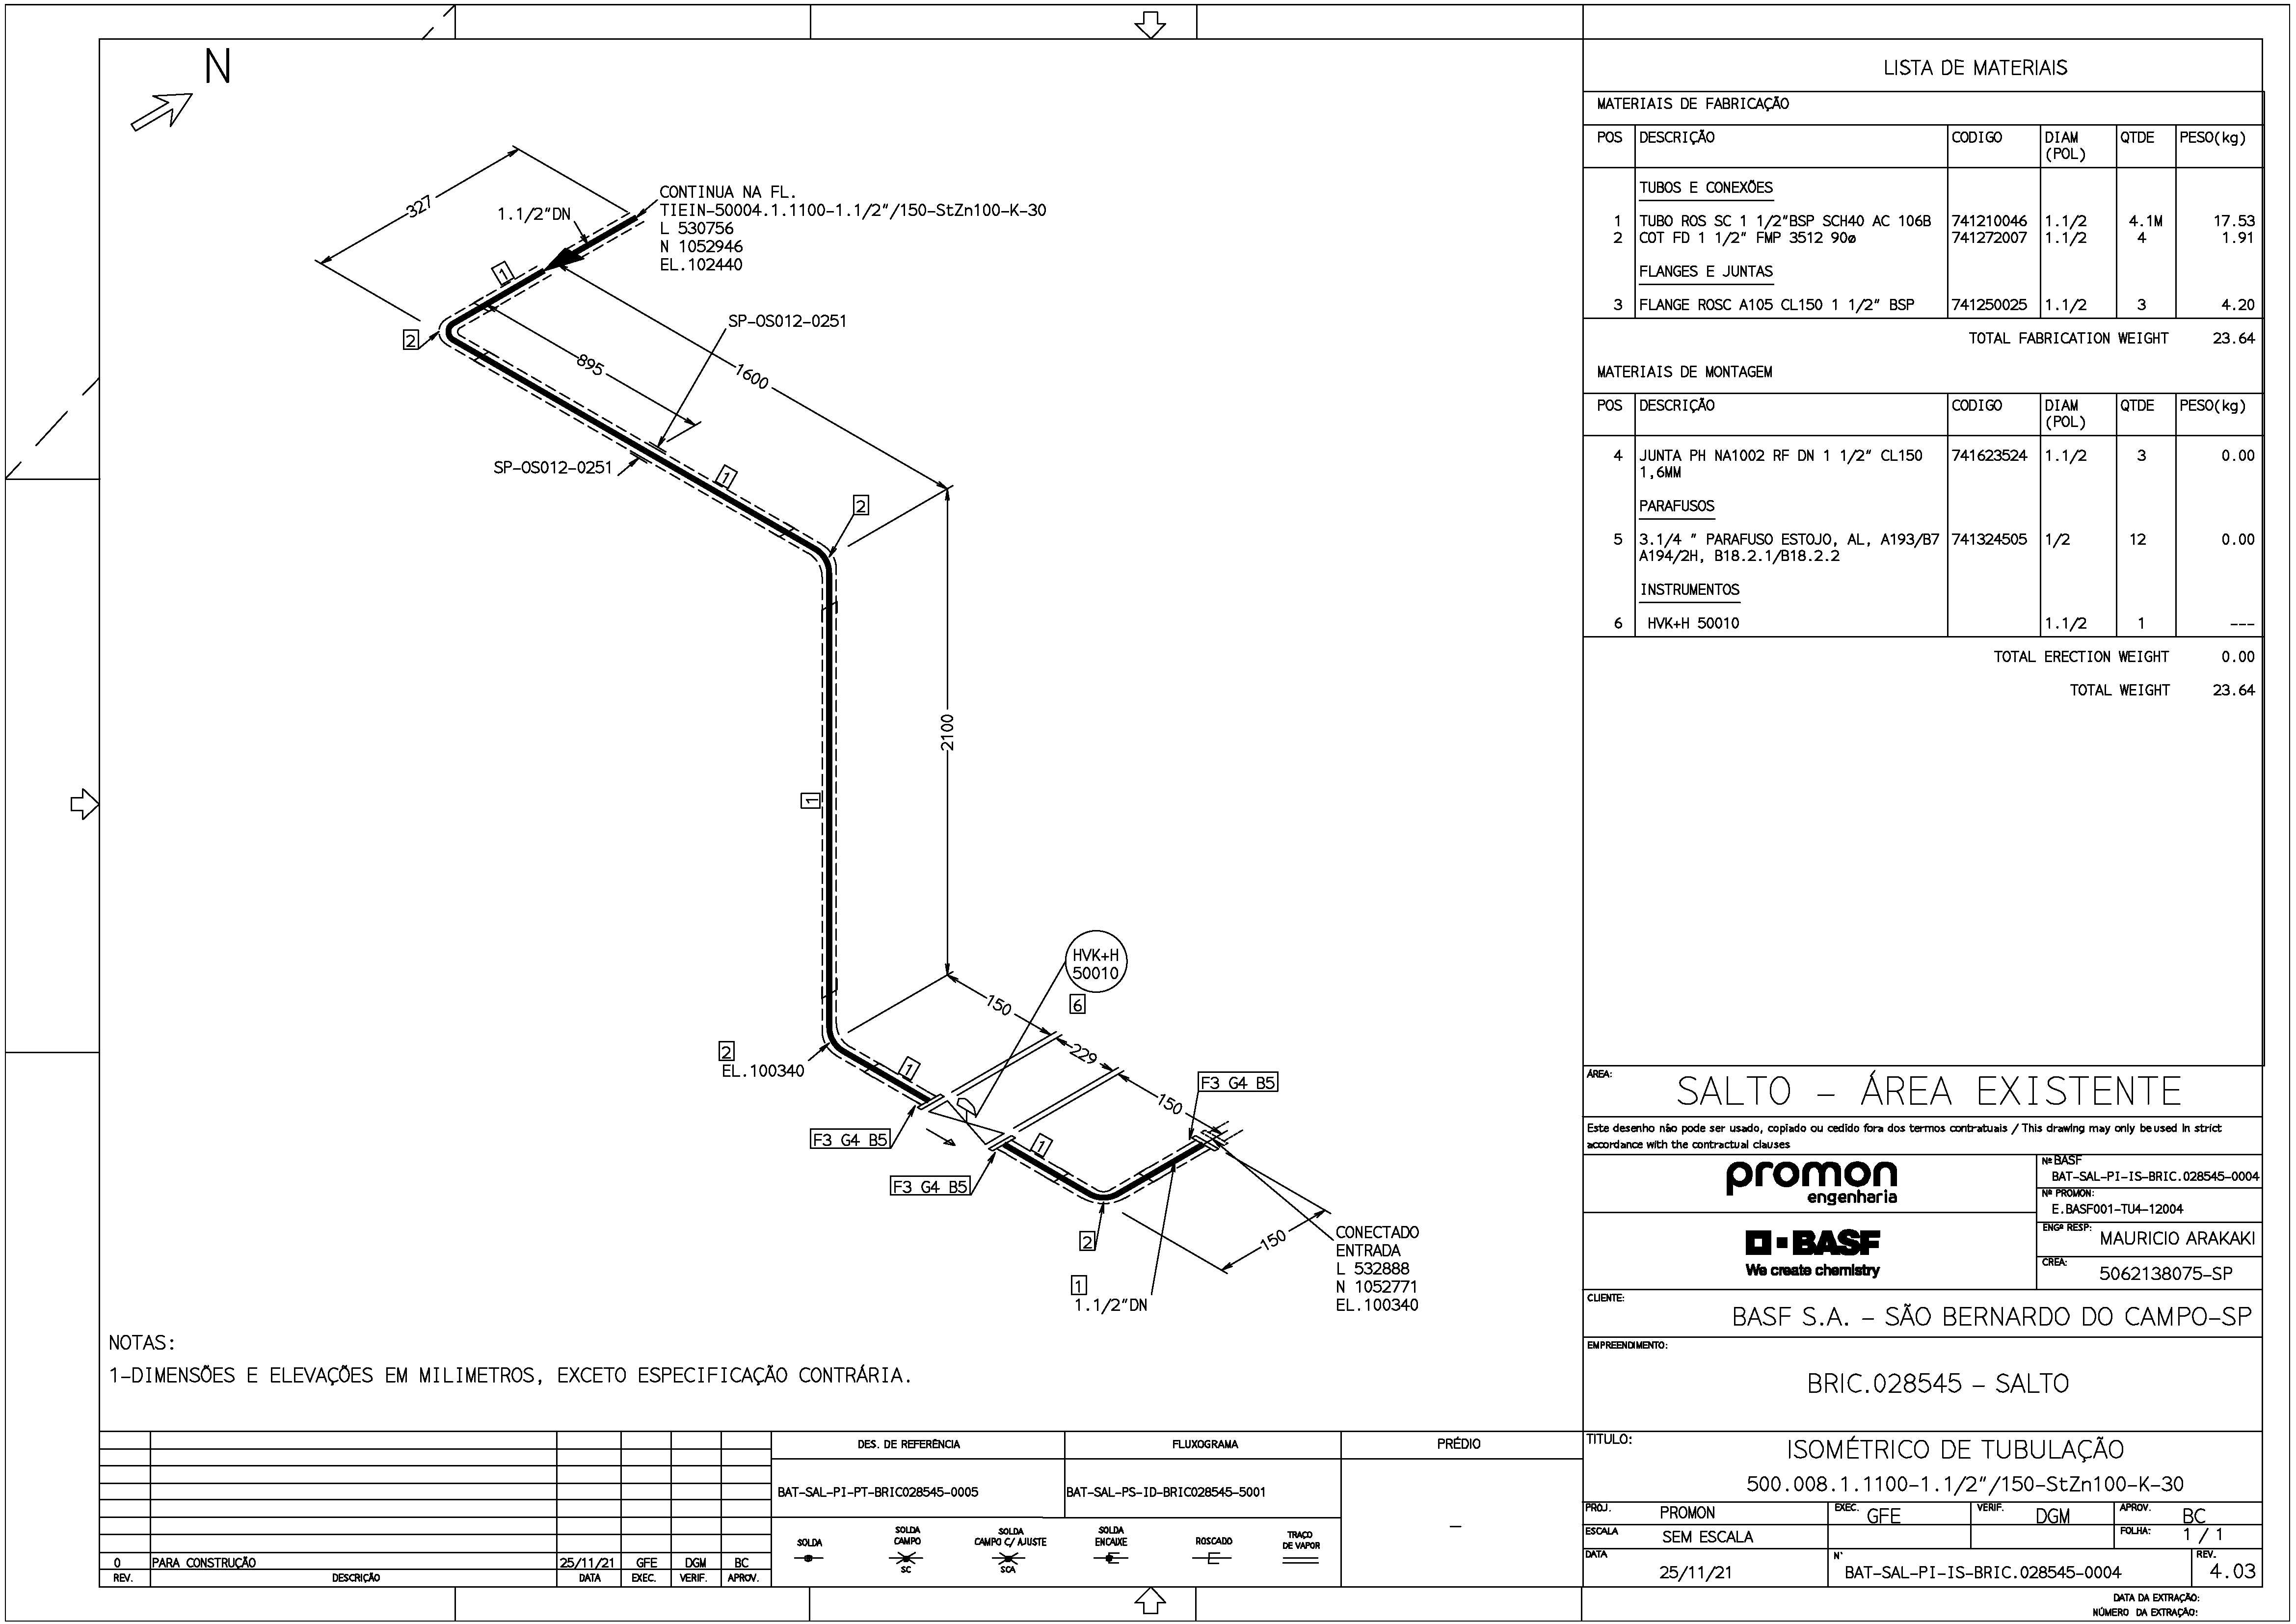 N
327
1.1/2"DN
CONTINUA NA FL.
TIEIN-50004.1.1100-1.1/2"/150-StZn100-K-30
L 530756
N 1052946
EL.102440
1
2
SP-OS012-0251
895
1600
SP-OS012-0251
1
2
2100
1
HVK+H
50010
6
150
229
150
2
EL.100340
1
F3 G4 B5
F3 G4 B5
F3 G4 B5
1
2
1
1.1/2"DN
150
CONECTADO
ENTRADA
L 532888
N 1052771
EL.100340
NOTAS:
1-DIMENSÕES E ELEVAÇÕES EM MILIMETROS, EXCETO ESPECIFICAÇÃO CONTRÁRIA.
LISTA DE MATERIAIS
MATERIAIS DE FABRICAÇÃO
POS DESCRIÇÃO CODIGO DIAM (POL) QTDE PESO(kg)
TUBOS E CONEXÕES
1 TUBO ROS SC 1 1/2"BSP SCH40 AC 106B 741210046 1.1/2 4.1M 17.53
2 COT FD 1 1/2" FMP 3512 90ø 741272007 1.1/2 4 1.91
FLANGES E JUNTAS
3 FLANGE ROSC A105 CL150 1 1/2" BSP 741250025 1.1/2 3 4.20
TOTAL FABRICATION WEIGHT 23.64
MATERIAIS DE MONTAGEM
POS DESCRIÇÃO CODIGO DIAM (POL) QTDE PESO(kg)
4 JUNTA PH NA1002 RF DN 1 1/2" CL150 741623524 1.1/2 3 0.00
1,6MM
PARAFUSOS
5 3.1/4 " PARAFUSO ESTOJO, AL, A193/B7 741324505 1/2 12 0.00
A194/2H, B18.2.1/B18.2.2
INSTRUMENTOS
6 HVK+H 50010 1.1/2 1 ---
TOTAL ERECTION WEIGHT 0.00
TOTAL WEIGHT 23.64
ÁREA:
SALTO - ÁREA EXISTENTE
Este desenho não pode ser usado, copiado ou cedido fora dos termos contratuais / This drawing may only be used in strict
accordance with the contractual clauses
promon
engenharia
Nº BASF
BAT-SAL-PI-IS-BRIC.028545-0004
Nº PROMON:
E.BASF001-TU4-12004
BASF
We create chemistry
ENGº RESP:
MAURICIO ARAKAKI
CREA:
5062138075-SP
CLIENTE:
BASF S.A. - SÃO BERNARDO DO CAMPO-SP
EMPREENDIMENTO:
BRIC.028545 - SALTO
TITULO:
ISOMÉTRICO DE TUBULAÇÃO
500.008.1.1100-1.1/2"/150-StZn100-K-30
PROJ. PROMON EXEC. GFE VERIF. DGM APROV. BC
ESCALA SEM ESCALA FOLHA: 1 / 1
DATA 25/11/21 N° BAT-SAL-PI-IS-BRIC.028545-0004 REV. 4.03
DATA DA EXTRAÇÃO:
NÚMERO DA EXTRAÇÃO:
DES. DE REFERÊNCIA FLUXOGRAMA PRÉDIO
BAT-SAL-PI-PT-BRIC028545-0005 BAT-SAL-PS-ID-BRIC028545-5001 -
SOLDA
SOLDA CAMPO
SC
SOLDA CAMPO C/ AJUSTE
SCA
SOLDA ENCAIXE
ROSCADO
TRAÇO DE VAPOR
0 PARA CONSTRUÇÃO 25/11/21 GFE DGM BC
REV. DESCRIÇÃO DATA EXEC. VERIF. APROV.